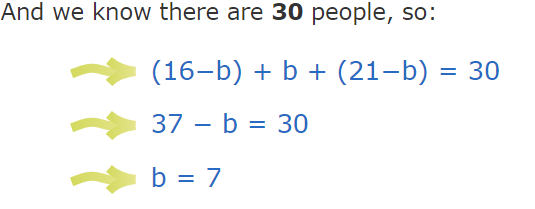 And we know there are 30 people, so:
(16−b) + b + (21−b) = 30
37 − b = 30
b = 7